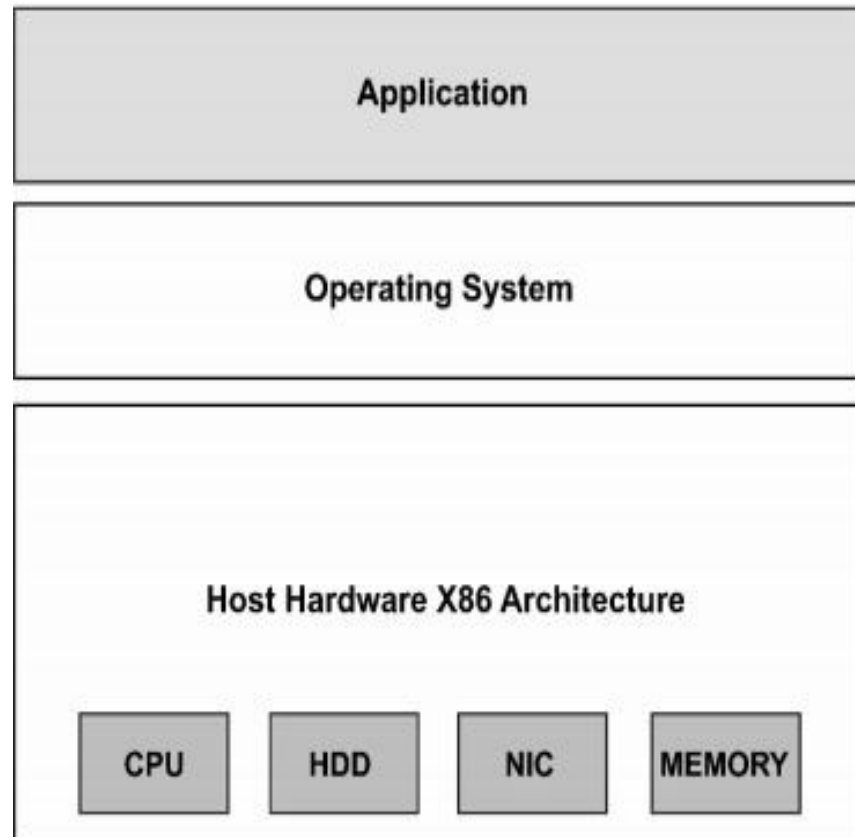 Application
Operating System
Host Hardware X86 Architecture
CPU HDD NIC MEMORY